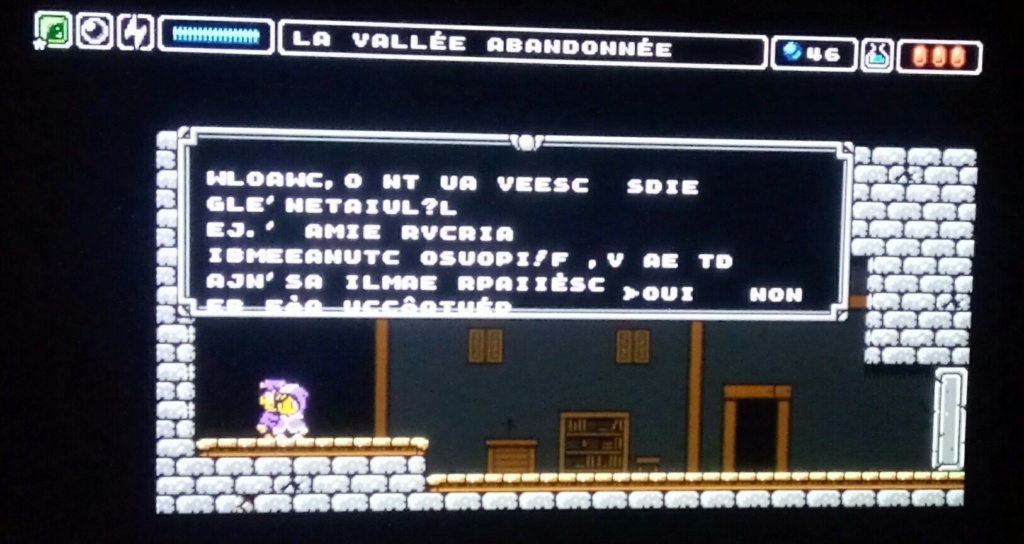 LA VALLÉE ABANDONNÉE
46
WLOAWC,O NT UA VEESC SDIE
GLE'NETAIUL?L
EJ.' AMIE RVCRIA
IBMEEANUTC OSUOPI!F ,V AE TD
AJN'SA ILMAE RPAIIÈSC
>OUI NON